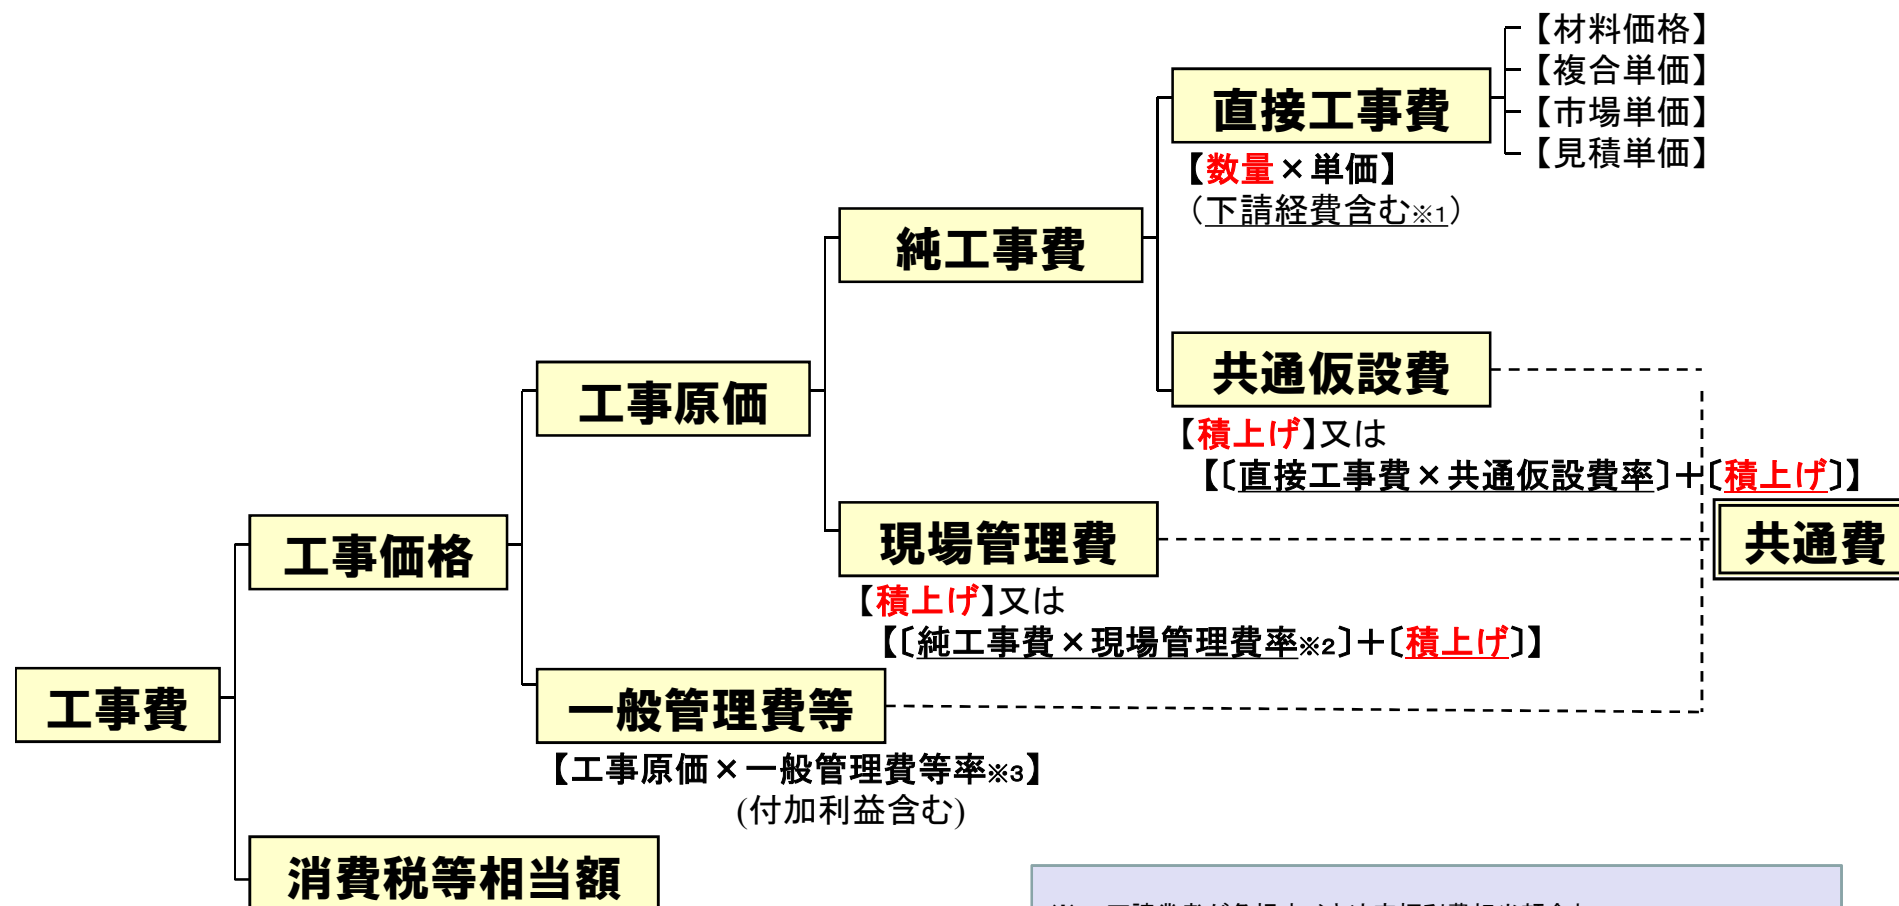 【材料価格】
【複合単価】
【市場単価】
【見積単価】
直接工事費
【数量×単価】
（下請経費含む※1）
純工事費
共通仮設費
【積上げ】又は
【〔直接工事費×共通仮設費率〕＋〔積上げ〕】
工事原価
現場管理費
共通費
【積上げ】又は
【〔純工事費×現場管理費率※2〕＋〔積上げ〕】
工事価格
一般管理費等
【工事原価×一般管理費等率※3】
(付加利益含む)
工事費
消費税等相当額